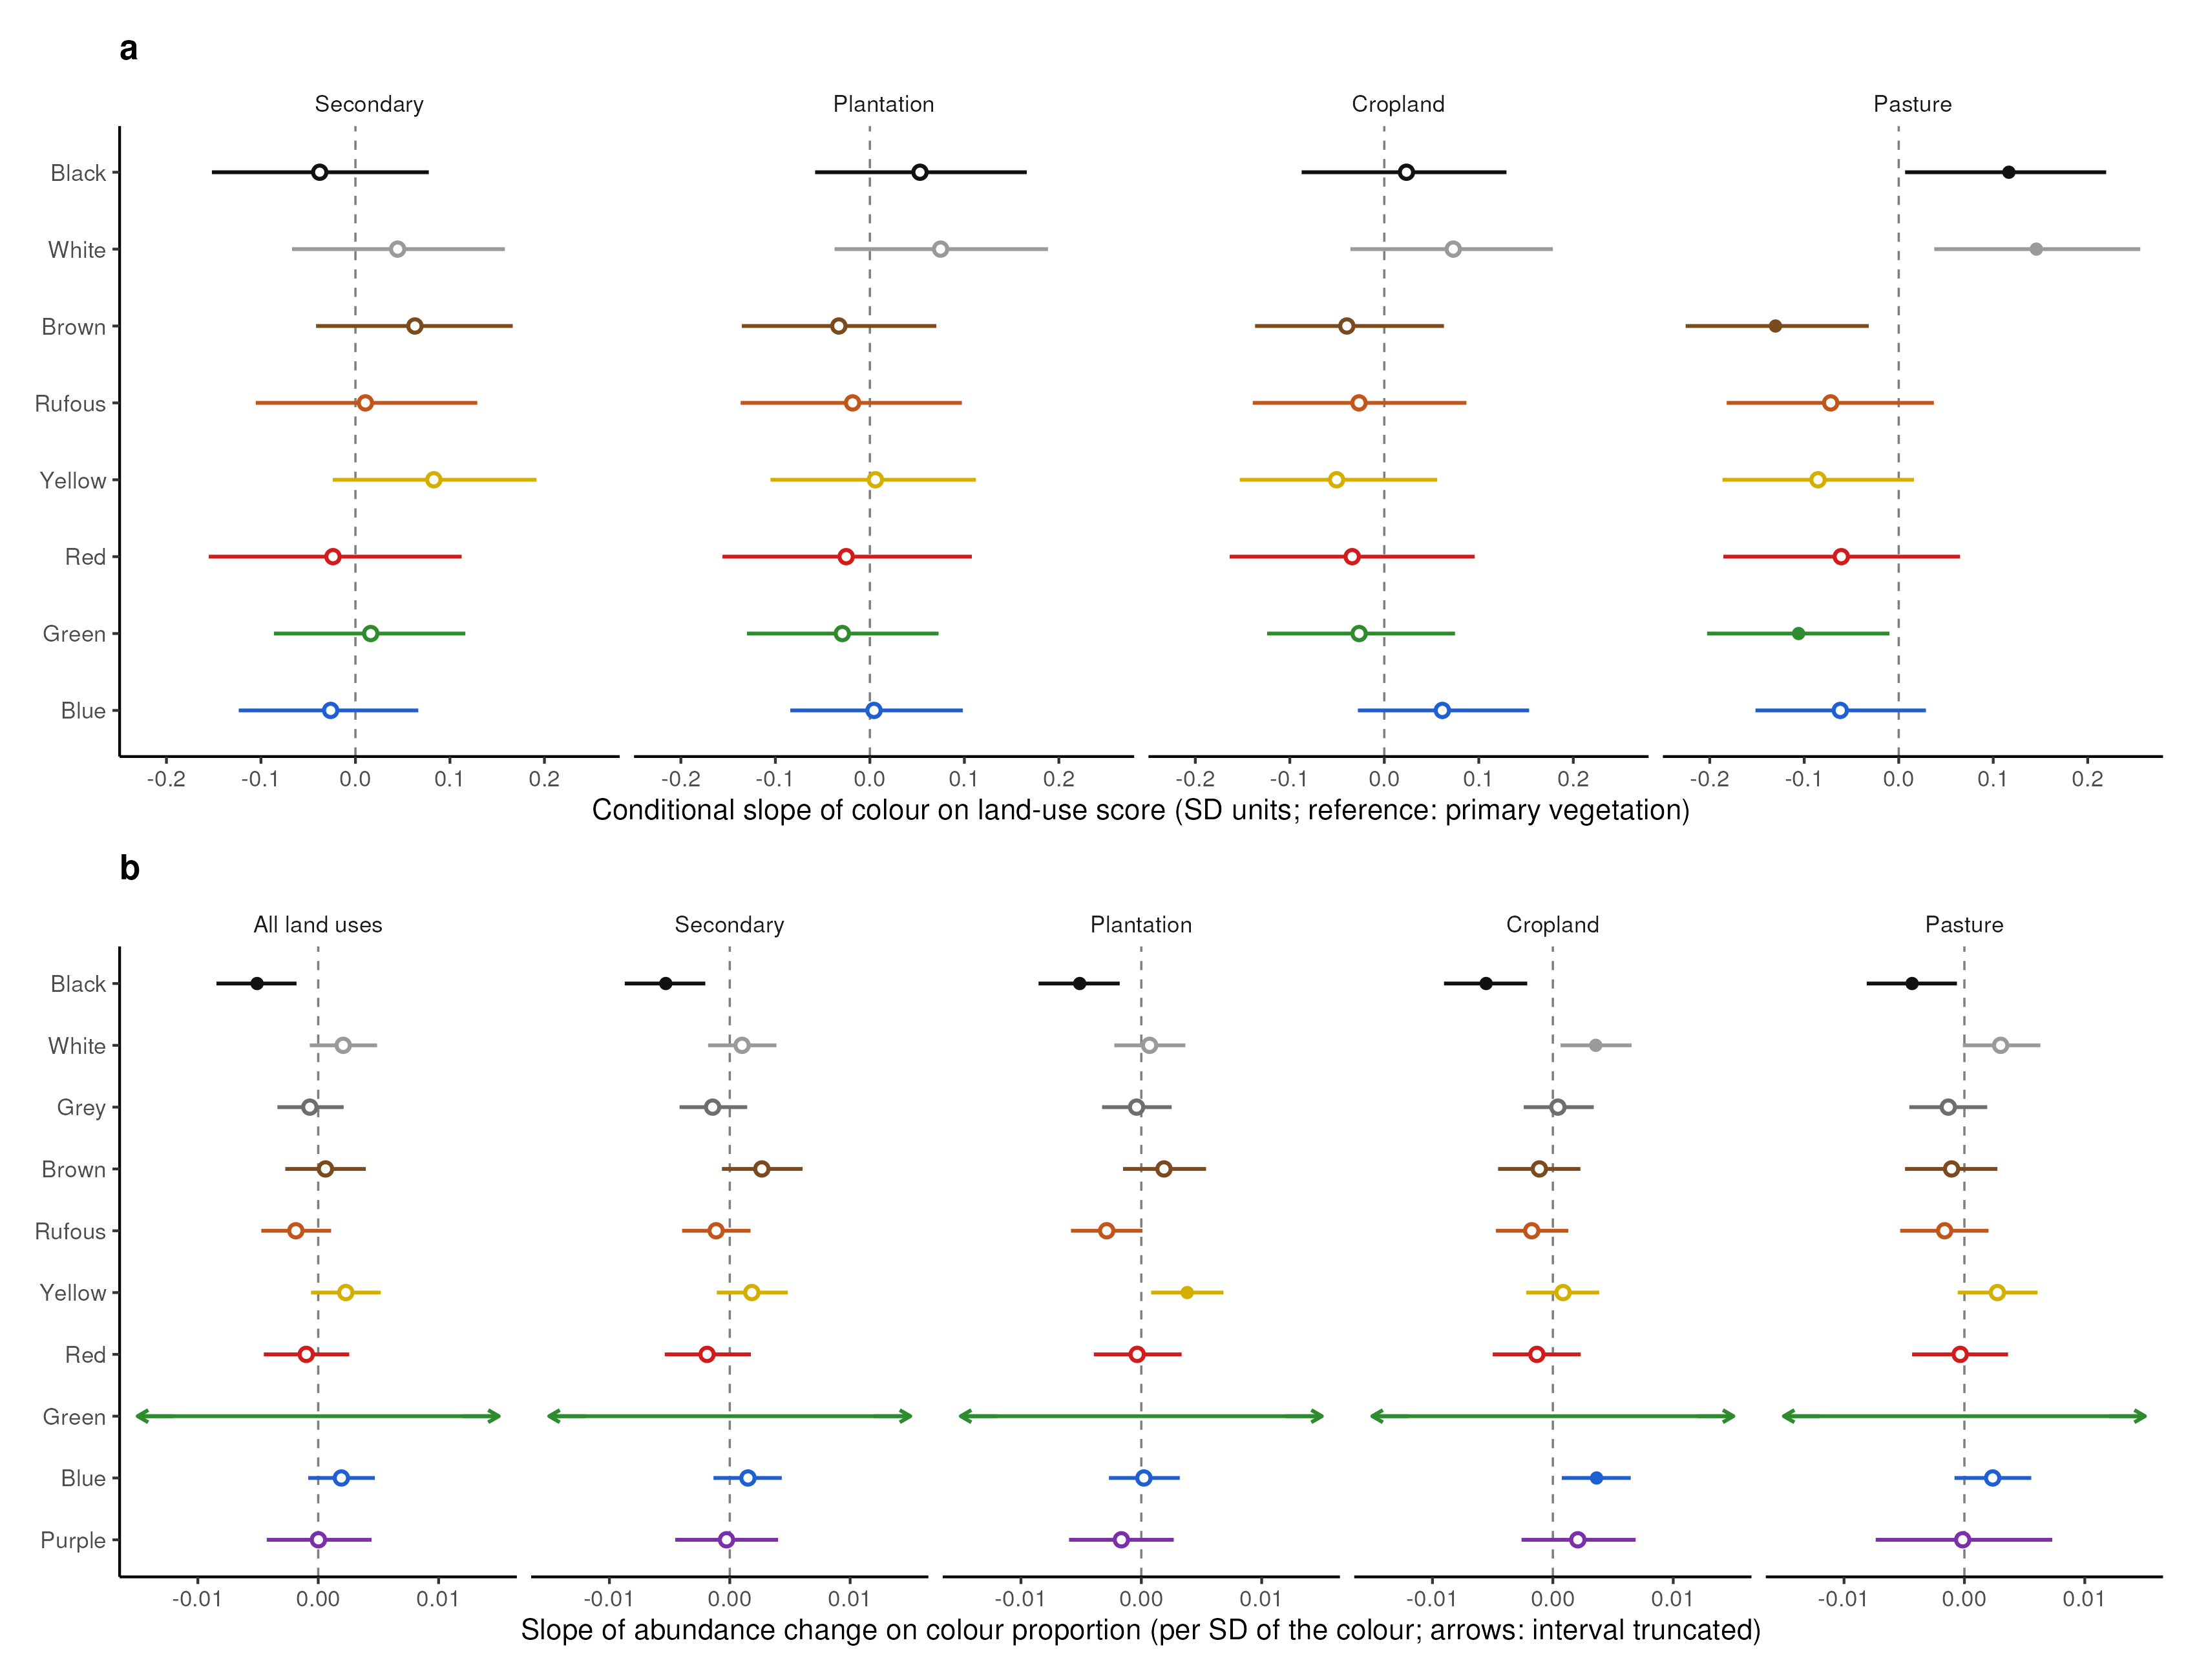 a
Secondary Plantation Cropland Pasture
Black
White
Brown
Rufous
Yellow
Red
Green
Blue
-0.2 -0.1 0.0 0.1 0.2 -0.2 -0.1 0.0 0.1 0.2 -0.2 -0.1 0.0 0.1 0.2 -0.2 -0.1 0.0 0.1 0.2
Conditional slope of colour on land-use score (SD units; reference: primary vegetation)
b
All land uses Secondary Plantation Cropland Pasture
Black
White
Grey
Brown
Rufous
Yellow
Red
Green
Blue
Purple
-0.01 0.00 0.01 -0.01 0.00 0.01 -0.01 0.00 0.01 -0.01 0.00 0.01 -0.01 0.00 0.01
Slope of abundance change on colour proportion (per SD of the colour; arrows: interval truncated)